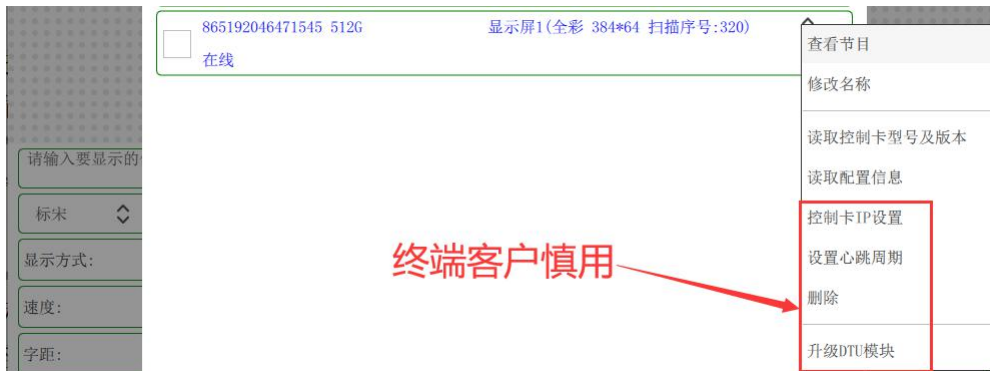 865192046471545 512G
显示屏1(全彩 384*64 扫描序号:320)
在线
查看节目
修改名称
读取控制卡型号及版本
读取配置信息
控制卡IP设置
设置心跳周期
删除
升级DTU模块
终端客户慎用
请输入要显示的
标宋
显示方式:
速度:
字距: